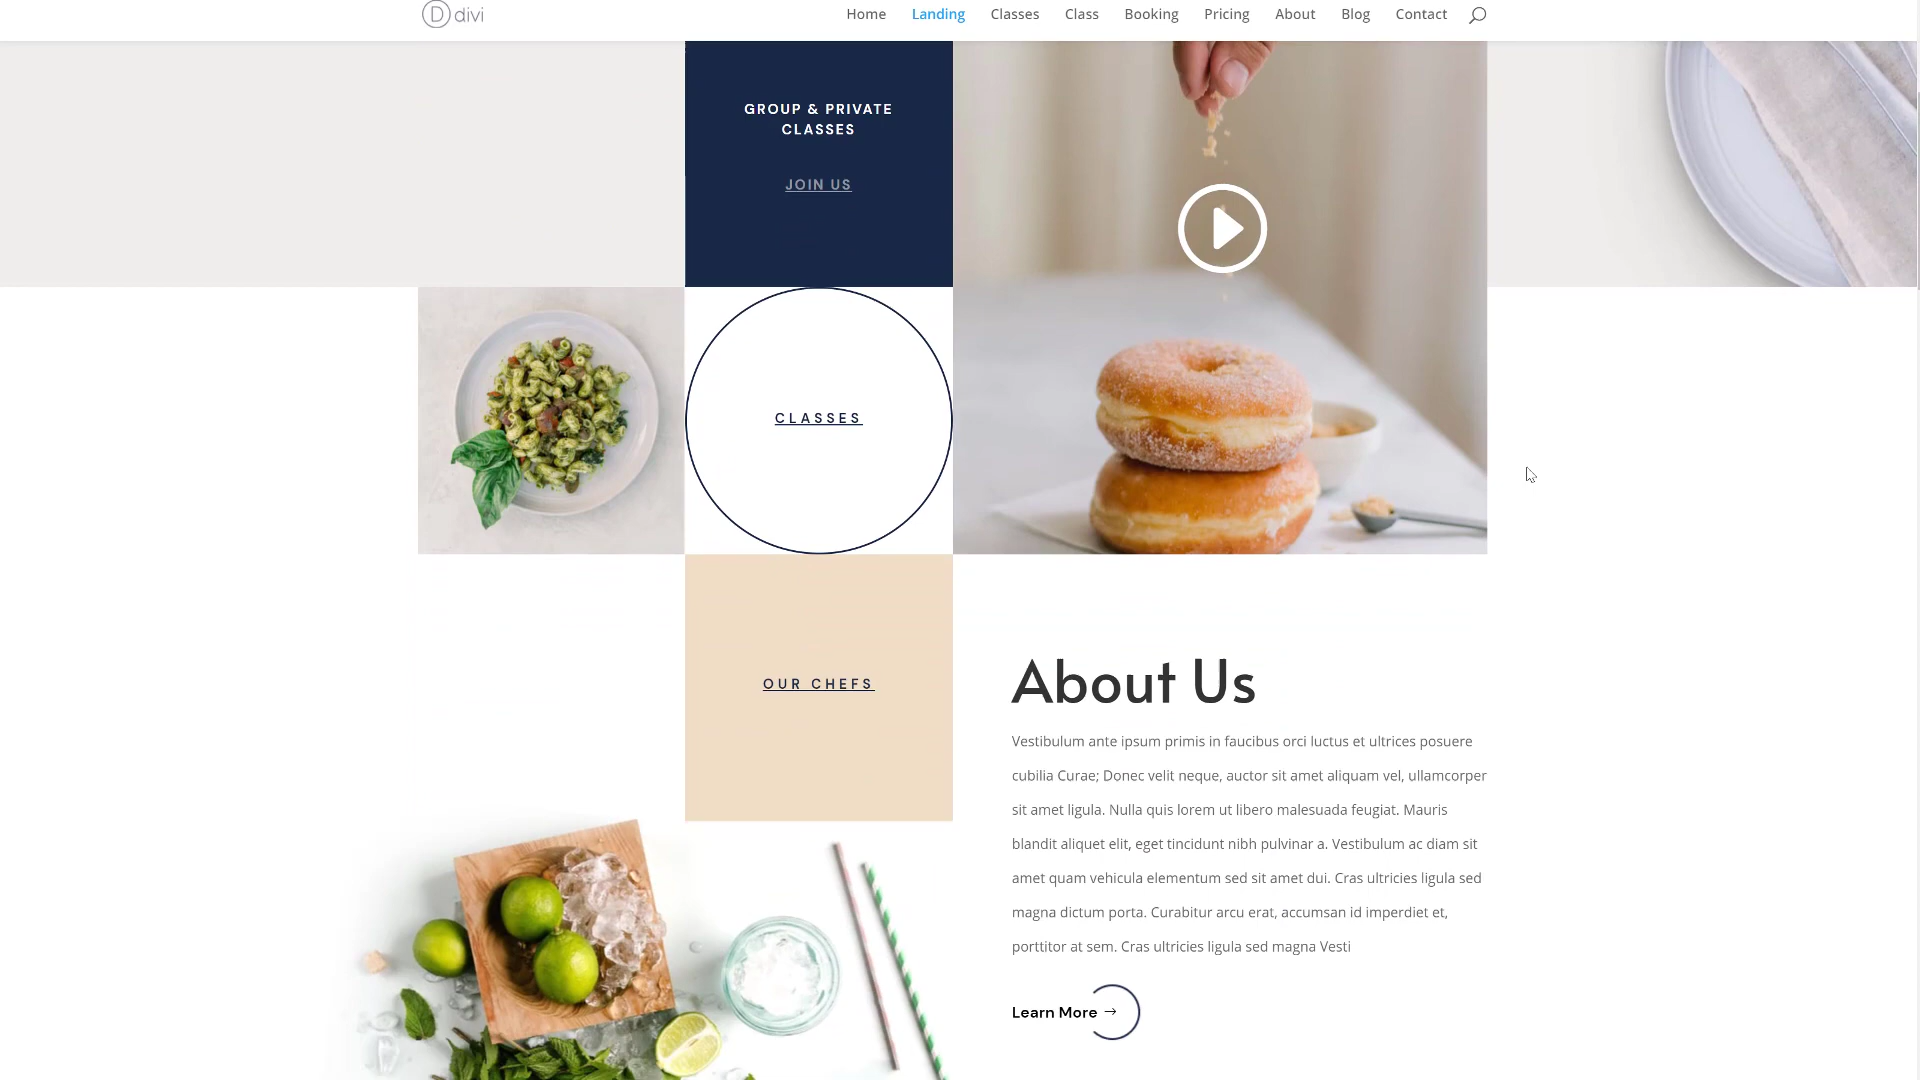 divi
Home Landing Classes Class Booking Pricing About Blog Contact
GROUP & PRIVATE
CLASSES
JOIN US
CLASSES
OUR CHEFS
About Us
Vestibulum ante ipsum primis in faucibus orci luctus et ultrices posuere
cubilia Curae; Donec velit neque, auctor sit amet aliquam vel, ullamcorper
sit amet ligula. Nulla quis lorem ut libero malesuada feugiat. Mauris
blandit aliquet elit, eget tincidunt nibh pulvinar a. Vestibulum ac diam sit
amet quam vehicula elementum sed sit amet dui. Cras ultricies ligula sed
magna dictum porta. Curabitur arcu erat, accumsan id imperdiet et,
porttitor at sem. Cras ultricies ligula sed magna Vesti
Learn More →